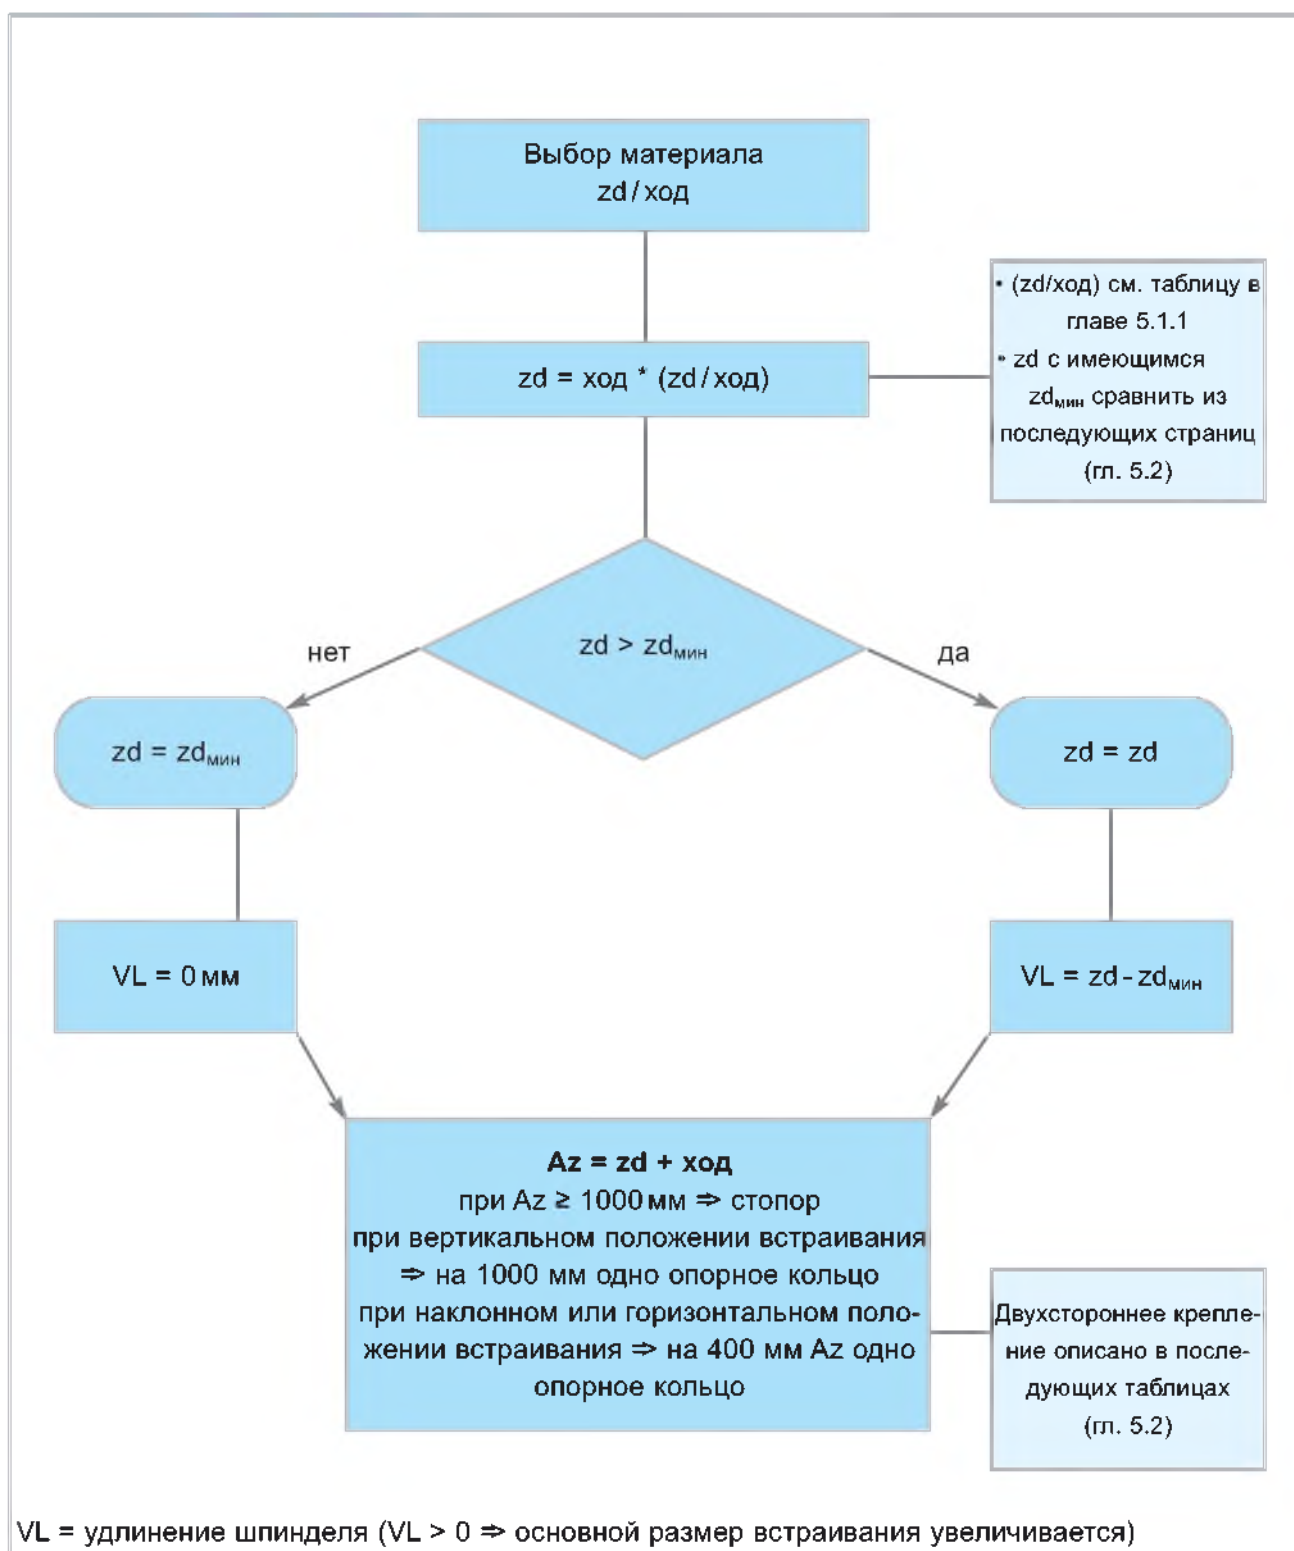 Выбор материала
zd / ход
• (zd/ход) см. таблицу в
главе 5.1.1
• zd с имеющимся
zdмин сравнить из
последующих страниц
(гл. 5.2)
zd = ход * (zd / ход)
zd > zdмин
нет
да
zd = zdмин
zd = zd
VL = 0 мм
VL = zd - zdмин
Az = zd + ход
при Az ≥ 1000 мм ⇒ стопор
при вертикальном положении встраивания
⇒ на 1000 мм одно опорное кольцо
при наклонном или горизонтальном поло-
жении встраивания ⇒ на 400 мм Az одно
опорное кольцо
Двухстороннее крепле-
ние описано в после-
дующих таблицах
(гл. 5.2)
VL = удлинение шпинделя (VL > 0 ⇒ основной размер встраивания увеличивается)